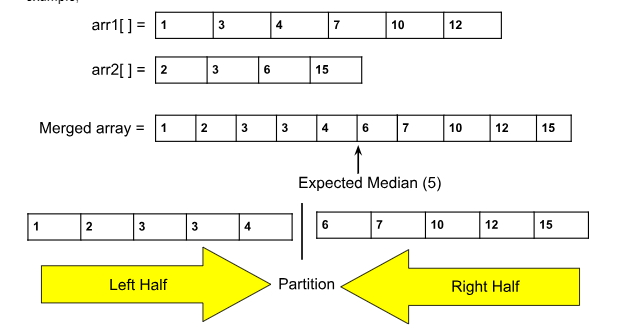 example,
arr1[ ] = 1 3 4 7 10 12
arr2[ ] = 2 3 6 15
Merged array = 1 2 3 3 4 6 7 10 12 15
Expected Median (5)
1 2 3 3 4 6 7 10 12 15
Left Half Partition Right Half